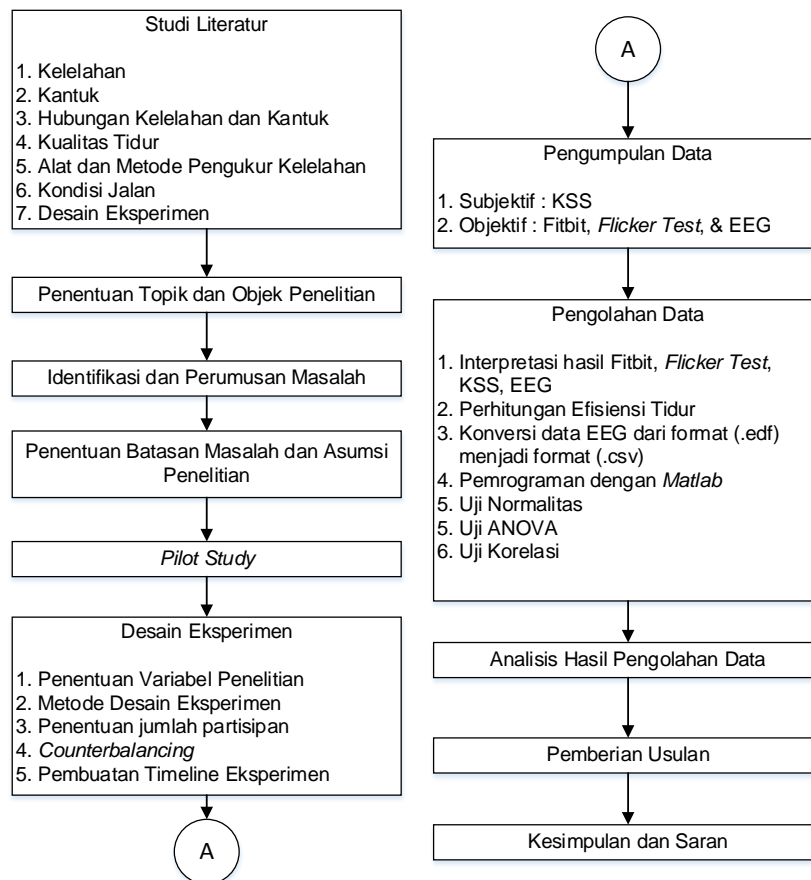 Studi Literatur
1. Kelelahan
2. Kantuk
3. Hubungan Kelelahan dan Kantuk
4. Kualitas Tidur
5. Alat dan Metode Pengukur Kelelahan
6. Kondisi Jalan
7. Desain Eksperimen
Penentuan Topik dan Objek Penelitian
Identifikasi dan Perumusan Masalah
Penentuan Batasan Masalah dan Asumsi
Penelitian
Pilot Study
Desain Eksperimen
1. Penentuan Variabel Penelitian
2. Metode Desain Eksperimen
3. Penentuan jumlah partisipan
4. Counterbalancing
5. Pembuatan Timeline Eksperimen
A
A
Pengumpulan Data
1. Subjektif : KSS
2. Objektif : Fitbit, Flicker Test, & EEG
Pengolahan Data
1. Interpretasi hasil Fitbit, Flicker Test,
KSS, EEG
2. Perhitungan Efisiensi Tidur
3. Konversi data EEG dari format (.edf)
menjadi format (.csv)
4. Pemrograman dengan Matlab
5. Uji Normalitas
5. Uji ANOVA
6. Uji Korelasi
Analisis Hasil Pengolahan Data
Pemberian Usulan
Kesimpulan dan Saran